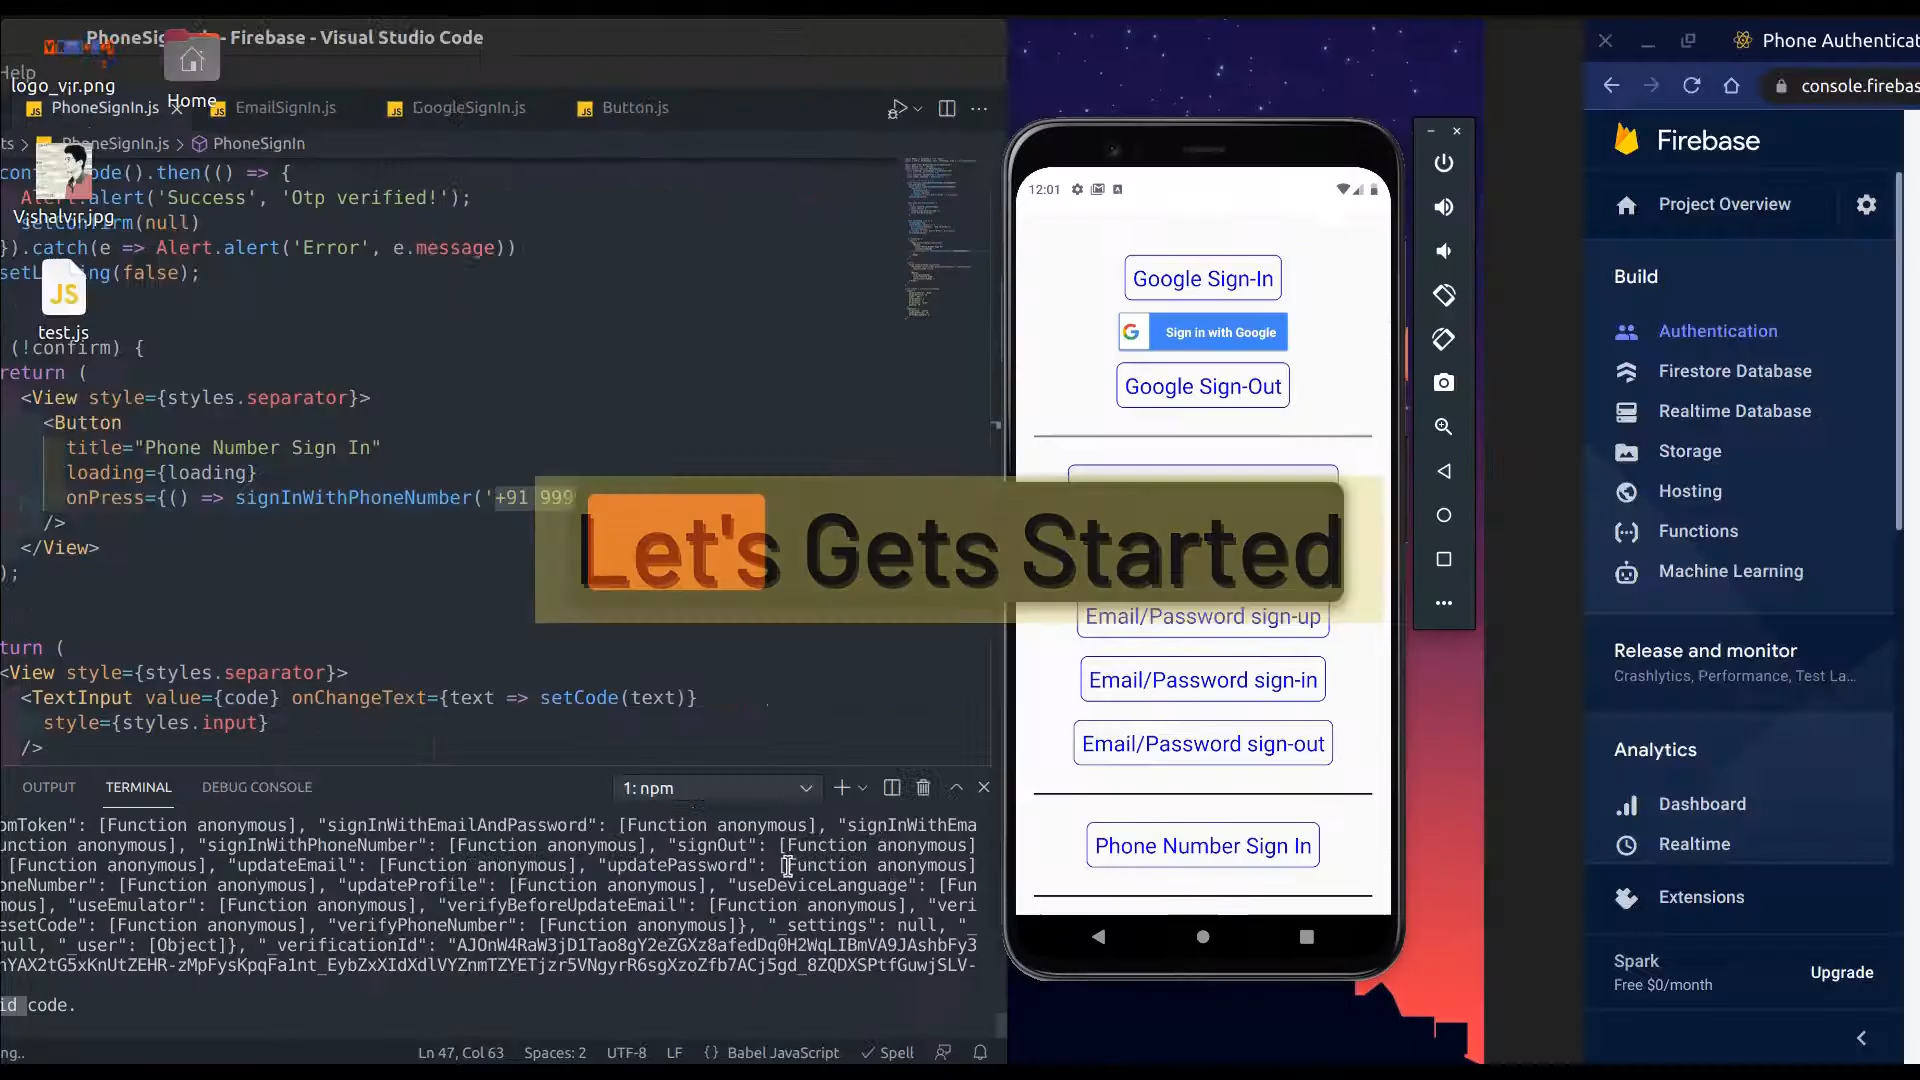 PhoneSig - Firebase - Visual Studio Code
Help
logo_vjr.png
Home
PhoneSignIn.js
EmailSignIn.js
GoogleSignIn.js
Button.js
ts > PhoneSignIn.js > PhoneSignIn
ode().then(() => {
Alert.alert('Success', 'Otp verified!');
Vishalvjr.jpg
setConfirm(null)
}).catch(e => Alert.alert('Error', e.message))
ng(false);
JS
test.js
(!confirm) {
return (
<View style={styles.separator}>
<Button
title="Phone Number Sign In"
loading={loading}
onPress={() => signInWithPhoneNumber('+91 999
/>
</View>
);
turn (
<View style={styles.separator}>
<TextInput value={code} onChangeText={text => setCode(text)}
style={styles.input}
/>
OUTPUT
TERMINAL
DEBUG CONSOLE
1: npm
omToken": [Function anonymous], "signInWithEmailAndPassword": [Function anonymous], "signInWithEma
unction anonymous], "signInWithPhoneNumber": [Function anonymous], "signOut": [Function anonymous]
[Function anonymous], "updateEmail": [Function anonymous], "updatePassword": [Function anonymous]
oneNumber": [Function anonymous], "updateProfile": [Function anonymous], "useDeviceLanguage": [Fun
mous], "useEmulator": [Function anonymous], "verifyBeforeUpdateEmail": [Function anonymous], "veri
esetCode": [Function anonymous], "verifyPhoneNumber": [Function anonymous]}, "_settings": null, "_
null, "_user": [Object]}, "_verificationId": "AJOnW4RaW3jD1Tao8gY2eZGXz8afedDq0H2WqLIBmVA9JAshbFy3
nYAX2tG5xKnUtZEHR-zMpFysKpqFa1nt_EybZxXIdXdlVYZnmTZYETjzr5VNgyrR6sgXzoZfb7ACj5gd_8ZQDXSPtfGuwjSLV-
id code.
ng..
Ln 47, Col 63
Spaces: 2
UTF-8
LF
{} Babel JavaScript
Spell
Let's Gets Started
12:01
Google Sign-In
Sign in with Google
Google Sign-Out
Email/Password sign-up
Email/Password sign-in
Email/Password sign-out
Phone Number Sign In
Phone Authenticat
console.firebas
Firebase
Project Overview
Build
Authentication
Firestore Database
Realtime Database
Storage
Hosting
Functions
Machine Learning
Release and monitor
Crashlytics, Performance, Test La...
Analytics
Dashboard
Realtime
Extensions
Spark
Free $0/month
Upgrade